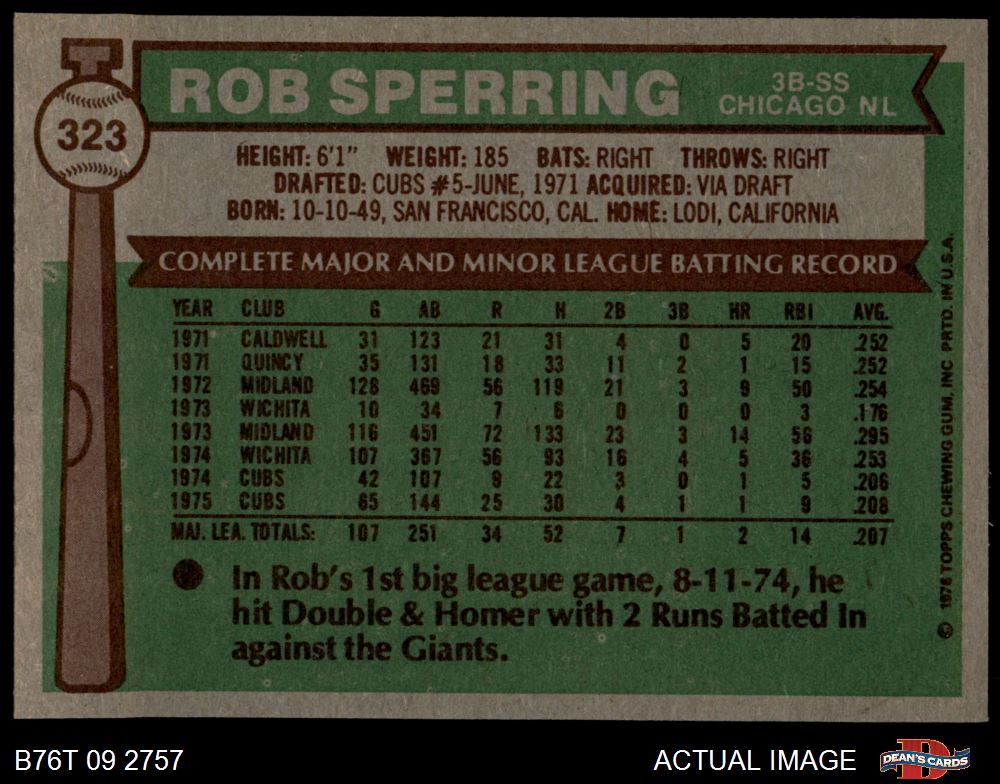 323
ROB SPERRING
3B-SS
CHICAGO NL
HEIGHT: 6'1" WEIGHT: 185 BATS: RIGHT THROWS: RIGHT
DRAFTED: CUBS #5-JUNE, 1971 ACQUIRED: VIA DRAFT
BORN: 10-10-49, SAN FRANCISCO, CAL. HOME: LODI, CALIFORNIA
COMPLETE MAJOR AND MINOR LEAGUE BATTING RECORD
YEAR CLUB G AB R H 2B 3B HR RBI AVG.
1971 CALDWELL 31 123 21 31 4 0 5 20 .252
1971 QUINCY 35 131 18 33 11 2 1 15 .252
1972 MIDLAND 128 469 56 119 21 3 9 50 .254
1973 WICHITA 10 34 7 6 0 0 0 3 .176
1973 MIDLAND 116 451 72 133 23 3 14 56 .295
1974 WICHITA 107 367 56 93 16 4 5 36 .253
1974 CUBS 42 107 9 22 3 0 1 5 .206
1975 CUBS 65 144 25 30 4 1 1 9 .208
MAJ. LEA. TOTALS: 107 251 34 52 7 1 2 14 .207
In Rob's 1st big league game, 8-11-74, he
hit Double & Homer with 2 Runs Batted In
against the Giants.
© 1976 TOPPS CHEWING GUM, INC PRTD. IN U.S.A.
B76T 09 2757
ACTUAL IMAGE
D
DEAN'S CARDS